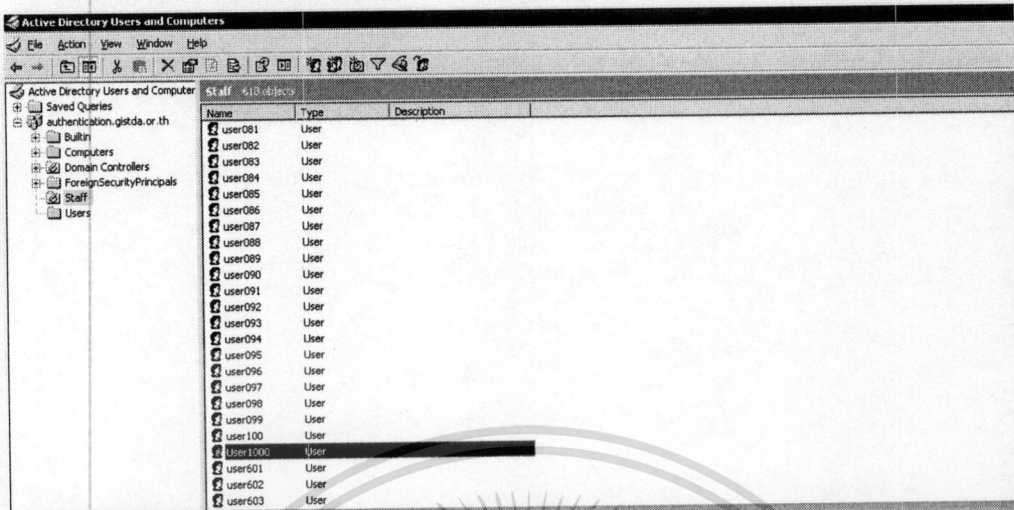 Active Directory Users and Computers
File Action View Window Help
Active Directory Users and Computer
Saved Queries
authentication.gistda.or.th
Builtin
Computers
Domain Controllers
ForeignSecurityPrincipals
Staff
Users
Staff 618 objects
Name Type Description
user081 User
user082 User
user083 User
user084 User
user085 User
user086 User
user087 User
user088 User
user089 User
user090 User
user091 User
user092 User
user093 User
user094 User
user095 User
user096 User
user097 User
user098 User
user099 User
user100 User
User1000 User
user601 User
user602 User
user603 User